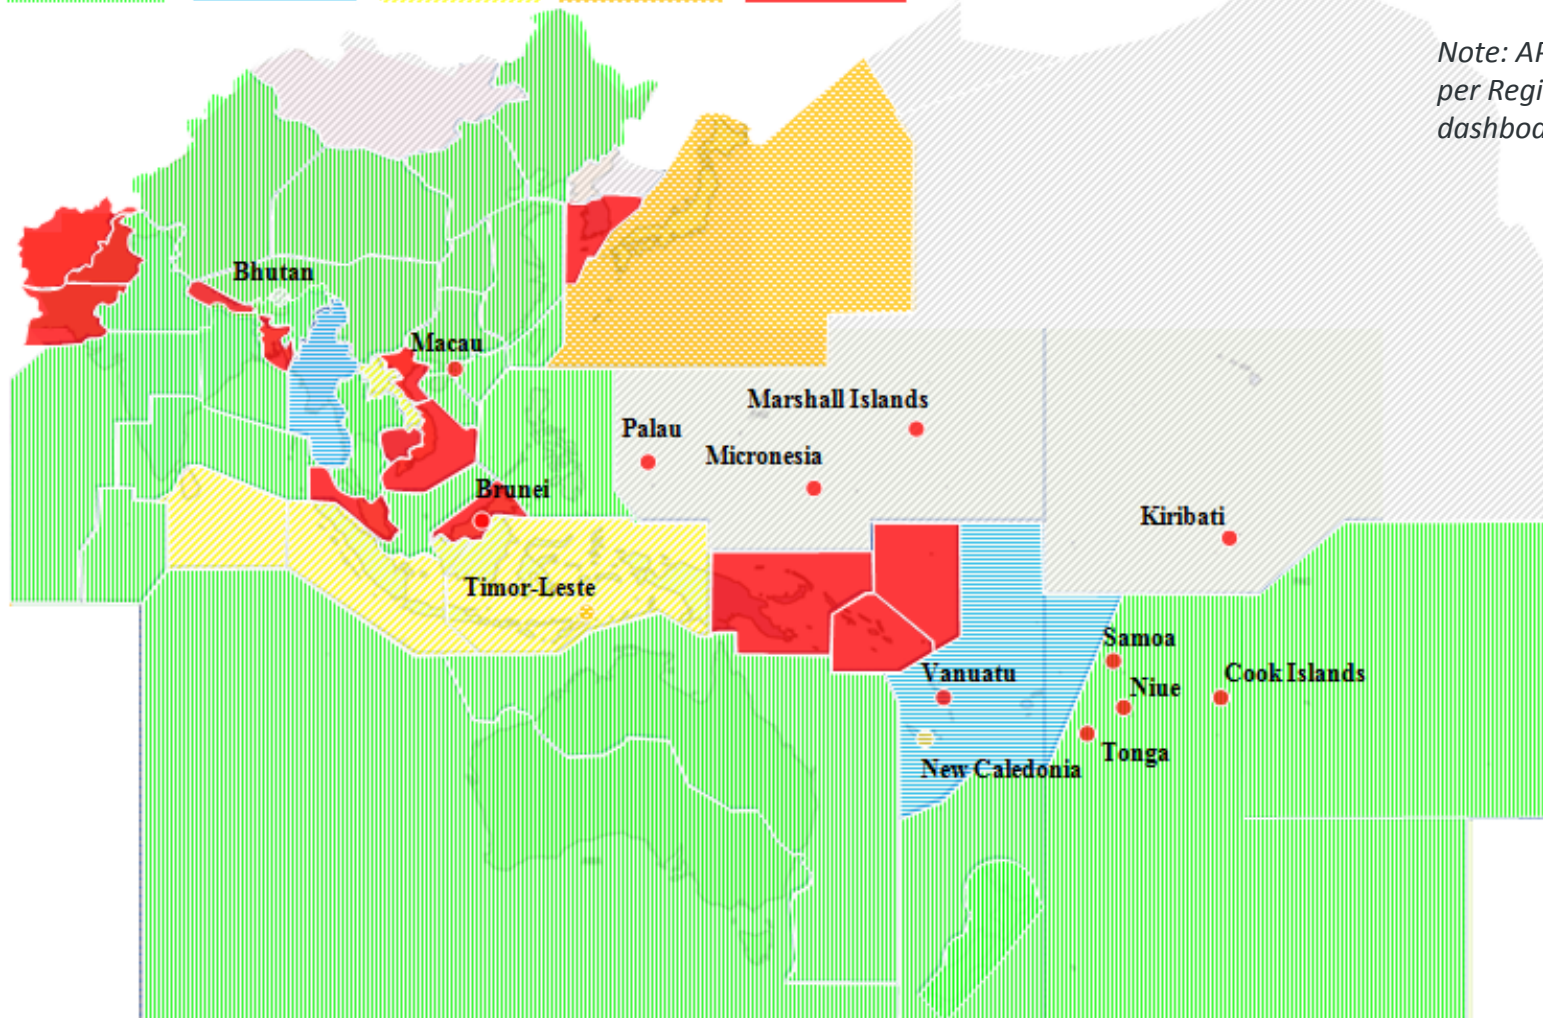 Note: AP
per Regi
dashboa
Bhutan
Macau
Marshall Islands
Palau
Micronesia
Brunei
Kiribati
Timor-Leste
Samoa
Vanuatu
Cook Islands
Niue
Tonga
New Caledonia